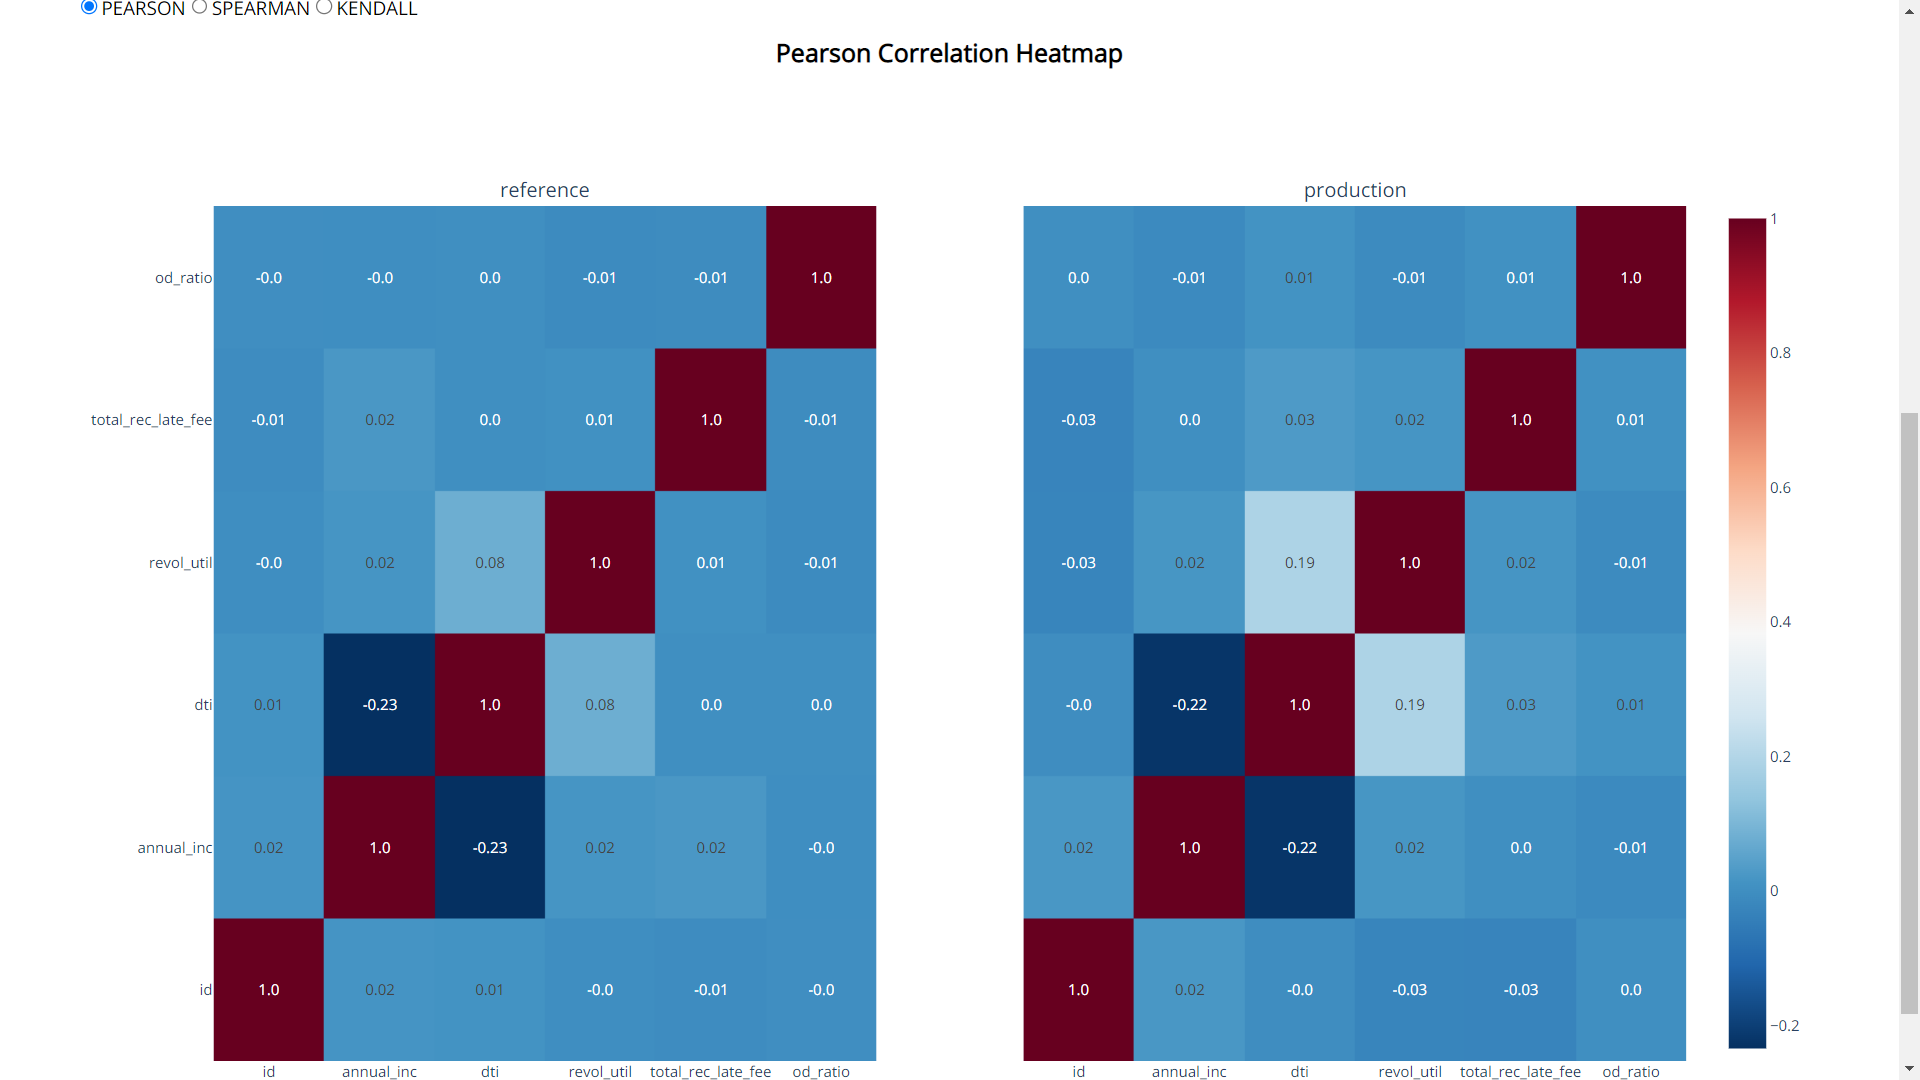 PEARSON SPEARMAN KENDALL
Pearson Correlation Heatmap
reference
od_ratio -0.0 -0.0 0.0 -0.01 -0.01 1.0
total_rec_late_fee -0.01 0.02 0.0 0.01 1.0 -0.01
revol_util -0.0 0.02 0.08 1.0 0.01 -0.01
dti 0.01 -0.23 1.0 0.08 0.0 0.0
annual_inc 0.02 1.0 -0.23 0.02 0.02 -0.0
id 1.0 0.02 0.01 -0.0 -0.01 -0.0
id annual_inc dti revol_util total_rec_late_fee od_ratio
production
0.0 -0.01 0.01 -0.01 0.01 1.0
-0.03 0.0 0.03 0.02 1.0 0.01
-0.03 0.02 0.19 1.0 0.02 -0.01
-0.0 -0.22 1.0 0.19 0.03 0.01
0.02 1.0 -0.22 0.02 0.0 -0.01
1.0 0.02 -0.0 -0.03 -0.03 0.0
id annual_inc dti revol_util total_rec_late_fee od_ratio
1
0.8
0.6
0.4
0.2
0
−0.2